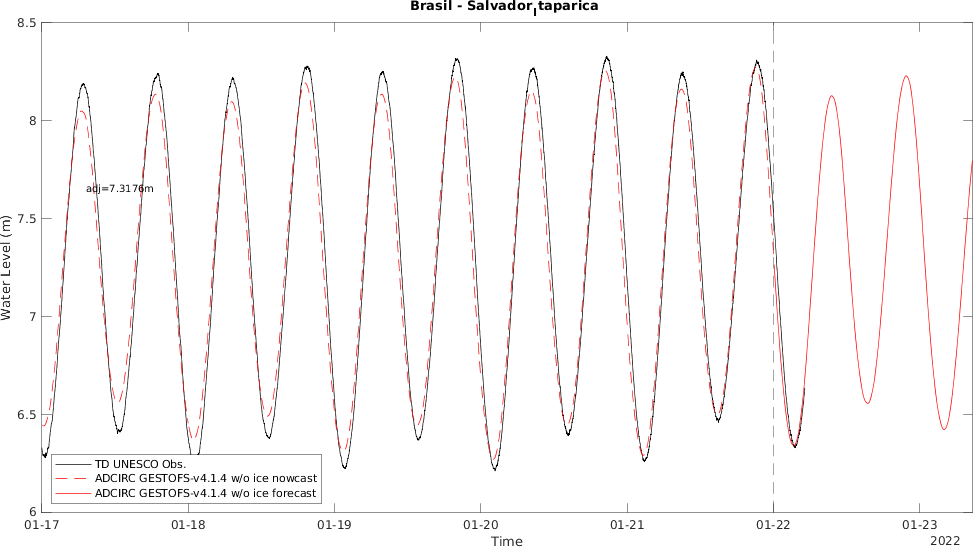 Brasil - Salvador Itaparica
8.5
8
7.5
7
6.5
6
Water Level (m)
adj=7.3176m
TD UNESCO Obs.
ADCIRC GESTOFS-v4.1.4 w/o ice nowcast
ADCIRC GESTOFS-v4.1.4 w/o ice forecast
01-17
01-18
01-19
01-20
01-21
01-22
01-23
Time
2022